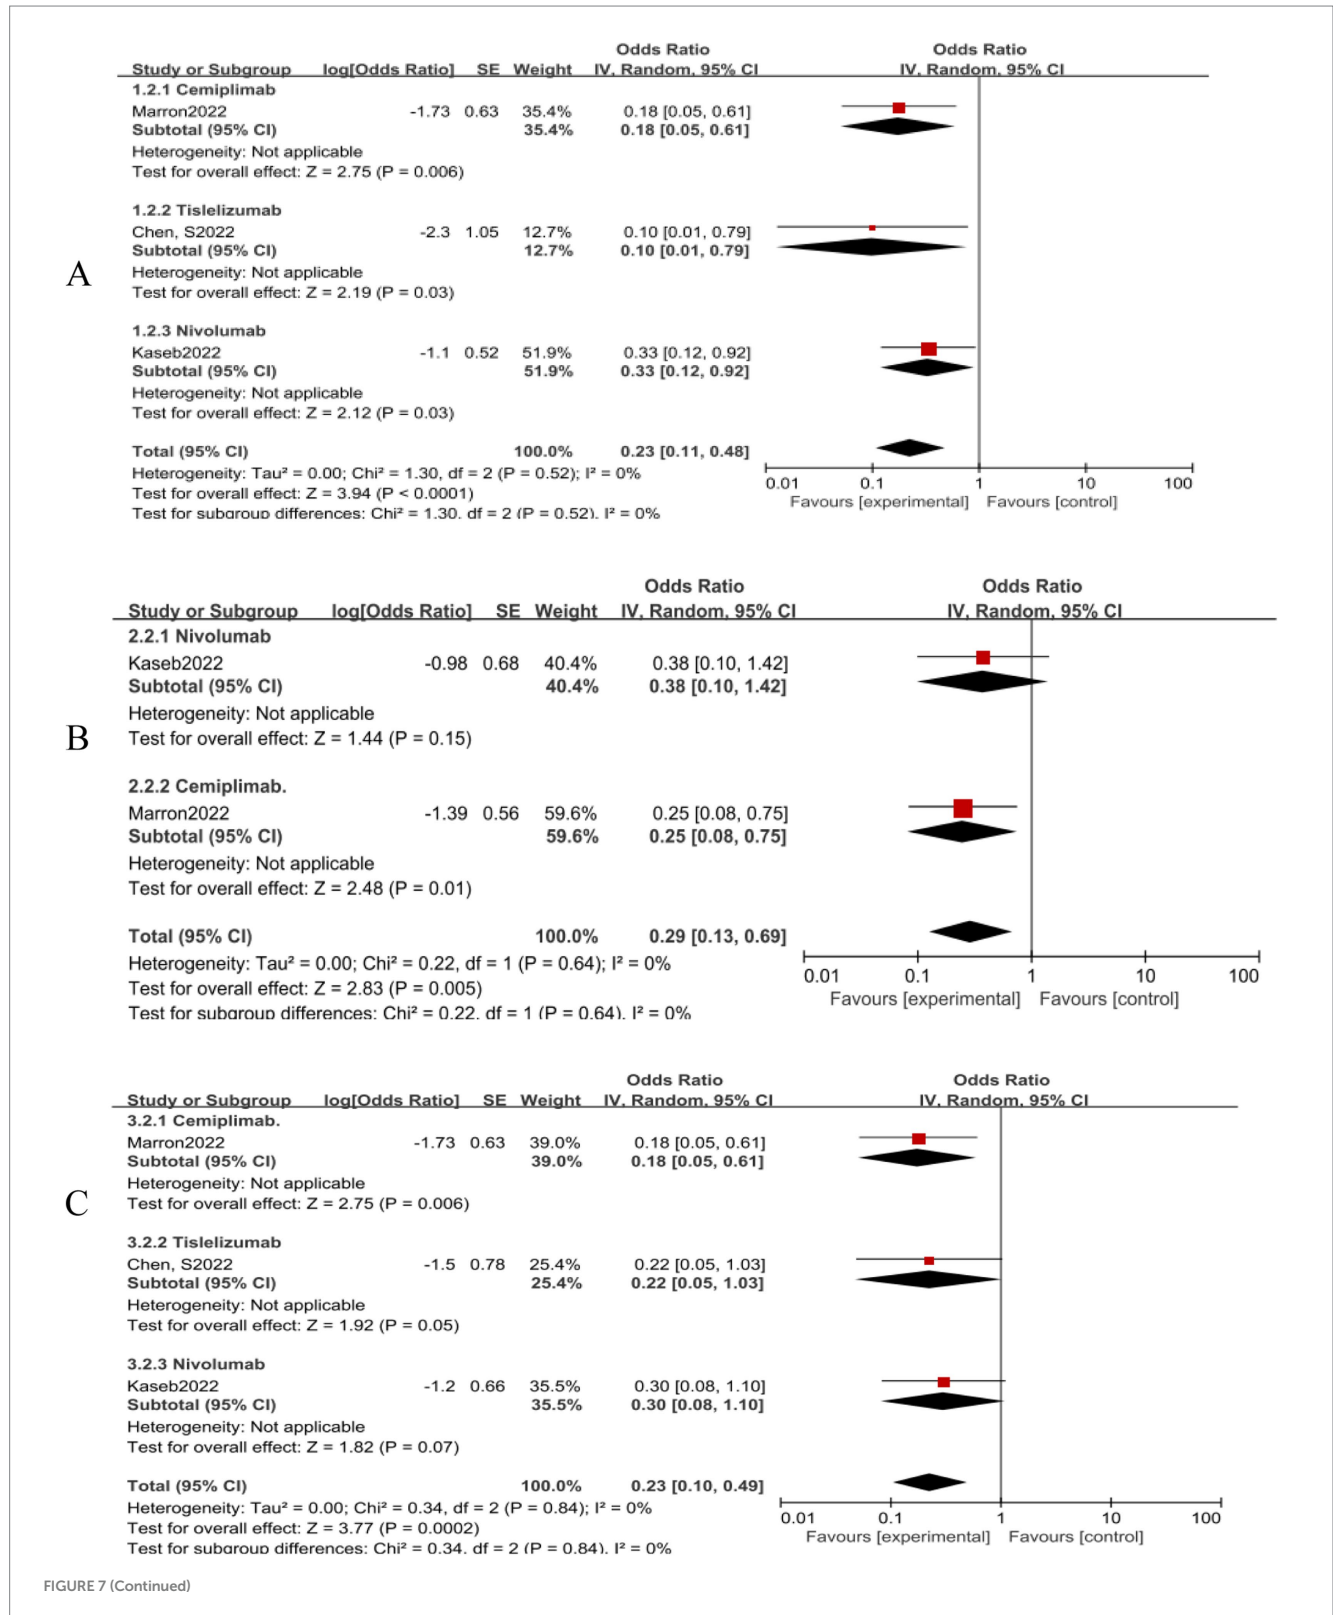 Odds Ratio Odds Ratio
Study or Subgroup log[Odds Ratio] SE Weight IV, Random, 95% CI IV, Random, 95% CI
1.2.1 Cemiplimab
Marron2022 -1.73 0.63 35.4% 0.18 [0.05, 0.61]
Subtotal (95% CI) 35.4% 0.18 [0.05, 0.61]
Heterogeneity: Not applicable
Test for overall effect: Z = 2.75 (P = 0.006)
1.2.2 Tislelizumab
Chen, S2022 -2.3 1.05 12.7% 0.10 [0.01, 0.79]
Subtotal (95% CI) 12.7% 0.10 [0.01, 0.79]
Heterogeneity: Not applicable
A
Test for overall effect: Z = 2.19 (P = 0.03)
1.2.3 Nivolumab
Kaseb2022 -1.1 0.52 51.9% 0.33 [0.12, 0.92]
Subtotal (95% CI) 51.9% 0.33 [0.12, 0.92]
Heterogeneity: Not applicable
Test for overall effect: Z = 2.12 (P = 0.03)
Total (95% CI) 100.0% 0.23 [0.11, 0.48]
Heterogeneity: Tau² = 0.00; Chi² = 1.30, df = 2 (P = 0.52); I² = 0%
0.01 0.1 1 10 100
Test for overall effect: Z = 3.94 (P < 0.0001)
Favours [experimental] Favours [control]
Test for subgroup differences: Chi² = 1.30. df = 2 (P = 0.52). I² = 0%
Odds Ratio Odds Ratio
Study or Subgroup log[Odds Ratio] SE Weight IV, Random, 95% CI IV, Random, 95% CI
2.2.1 Nivolumab
Kaseb2022 -0.98 0.68 40.4% 0.38 [0.10, 1.42]
Subtotal (95% CI) 40.4% 0.38 [0.10, 1.42]
Heterogeneity: Not applicable
B
Test for overall effect: Z = 1.44 (P = 0.15)
2.2.2 Cemiplimab.
Marron2022 -1.39 0.56 59.6% 0.25 [0.08, 0.75]
Subtotal (95% CI) 59.6% 0.25 [0.08, 0.75]
Heterogeneity: Not applicable
Test for overall effect: Z = 2.48 (P = 0.01)
Total (95% CI) 100.0% 0.29 [0.13, 0.69]
Heterogeneity: Tau² = 0.00; Chi² = 0.22, df = 1 (P = 0.64); I² = 0%
0.01 0.1 1 10 100
Test for overall effect: Z = 2.83 (P = 0.005)
Favours [experimental] Favours [control]
Test for subgroup differences: Chi² = 0.22. df = 1 (P = 0.64). I² = 0%
Odds Ratio Odds Ratio
Study or Subgroup log[Odds Ratio] SE Weight IV, Random, 95% CI IV, Random, 95% CI
3.2.1 Cemiplimab.
Marron2022 -1.73 0.63 39.0% 0.18 [0.05, 0.61]
Subtotal (95% CI) 39.0% 0.18 [0.05, 0.61]
Heterogeneity: Not applicable
C
Test for overall effect: Z = 2.75 (P = 0.006)
3.2.2 Tislelizumab
Chen, S2022 -1.5 0.78 25.4% 0.22 [0.05, 1.03]
Subtotal (95% CI) 25.4% 0.22 [0.05, 1.03]
Heterogeneity: Not applicable
Test for overall effect: Z = 1.92 (P = 0.05)
3.2.3 Nivolumab
Kaseb2022 -1.2 0.66 35.5% 0.30 [0.08, 1.10]
Subtotal (95% CI) 35.5% 0.30 [0.08, 1.10]
Heterogeneity: Not applicable
Test for overall effect: Z = 1.82 (P = 0.07)
Total (95% CI) 100.0% 0.23 [0.10, 0.49]
Heterogeneity: Tau² = 0.00; Chi² = 0.34, df = 2 (P = 0.84); I² = 0%
0.01 0.1 1 10 100
Test for overall effect: Z = 3.77 (P = 0.0002)
Favours [experimental] Favours [control]
Test for subgroup differences: Chi² = 0.34. df = 2 (P = 0.84). I² = 0%
FIGURE 7 (Continued)